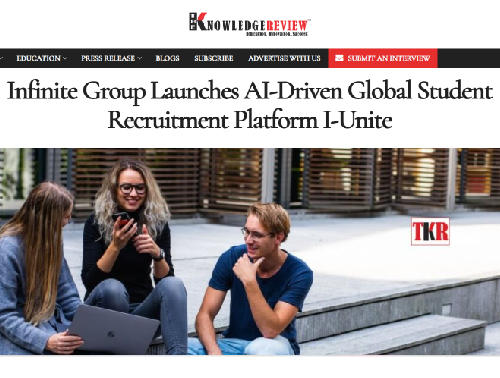 THE KNOWLEDGE REVIEW
EDUCATION. INNOVATION. SUCCESS
EDUCATION PRESS RELEASE BLOGS SUBSCRIBE ADVERTISE WITH US SUBMIT AN INTERVIEW
Infinite Group Launches AI-Driven Global Student
Recruitment Platform I-Unite
TKR